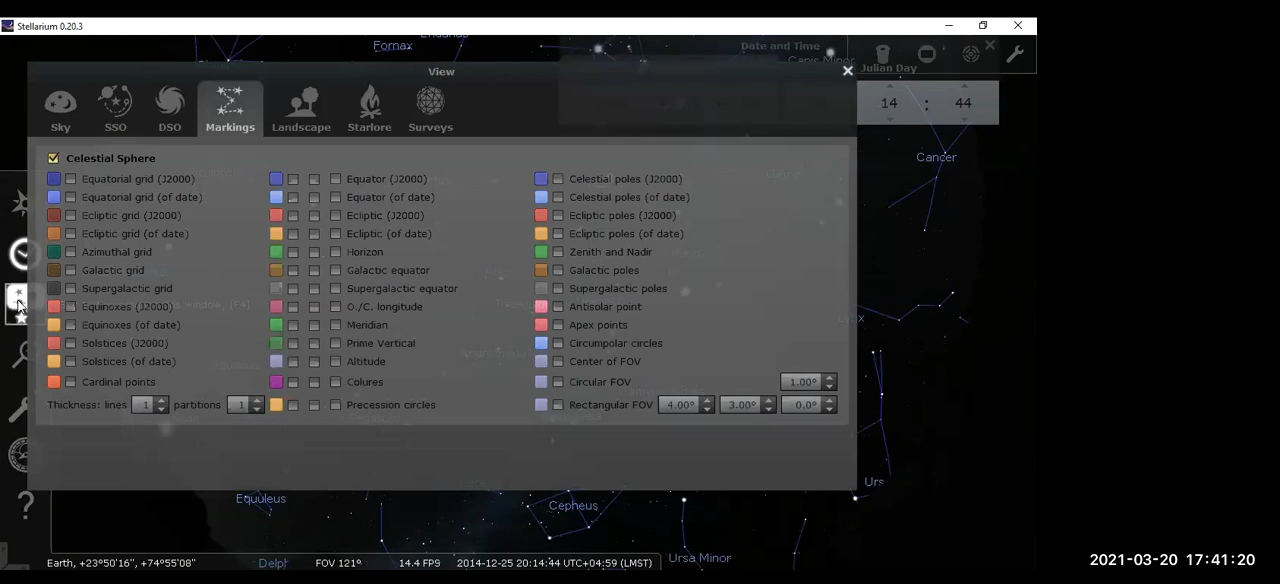 Stellarium 0.20.3
Fornax
Date and Time
Canis Minor
Julian Day
View
14 : 44
Sky SSO DSO Markings Landscape Starlore Surveys
Cancer
Celestial Sphere
Equatorial grid (J2000) Equator (J2000) Celestial poles (J2000)
Equatorial grid (of date) Equator (of date) Celestial poles (of date)
Ecliptic grid (J2000) Ecliptic (J2000) Ecliptic poles (J2000)
Ecliptic grid (of date) Ecliptic (of date) Ecliptic poles (of date)
Azimuthal grid Horizon Zenith and Nadir
Galactic grid Galactic equator Galactic poles
Supergalactic grid Supergalactic equator Supergalactic poles
Equinoxes (J2000) O./C. longitude Antisolar point
Equinoxes (of date) Meridian Apex points
Solstices (J2000) Prime Vertical Circumpolar circles
Solstices (of date) Altitude Center of FOV
Cardinal points Colures Circular FOV 1.00°
Thickness: lines 1 partitions 1 Precession circles Rectangular FOV 4.00° 3.00° 0.0°
Urs
Equuleus
Cepheus
Ursa Minor
Earth, +23°50'16", +74°55'08" Delph FOV 121° 14.4 FPS 2014-12-25 20:14:44 UTC+04:59 (LMST)
2021-03-20 17:41:20